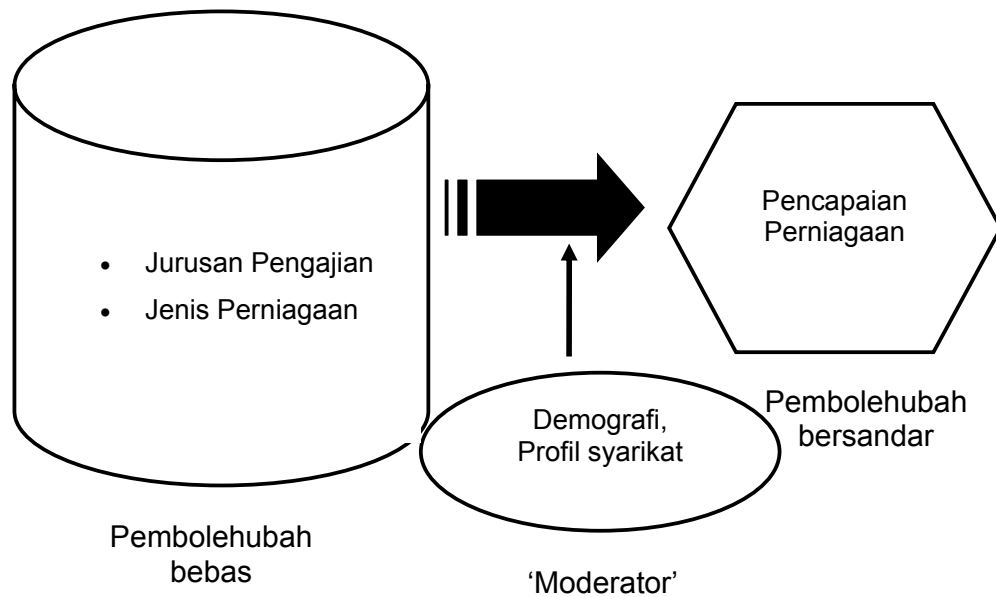 • Jurusan Pengajian
• Jenis Perniagaan
Pembolehubah
bebas
Demografi,
Profil syarikat
‘Moderator’
Pencapaian
Perniagaan
Pembolehubah
bersandar